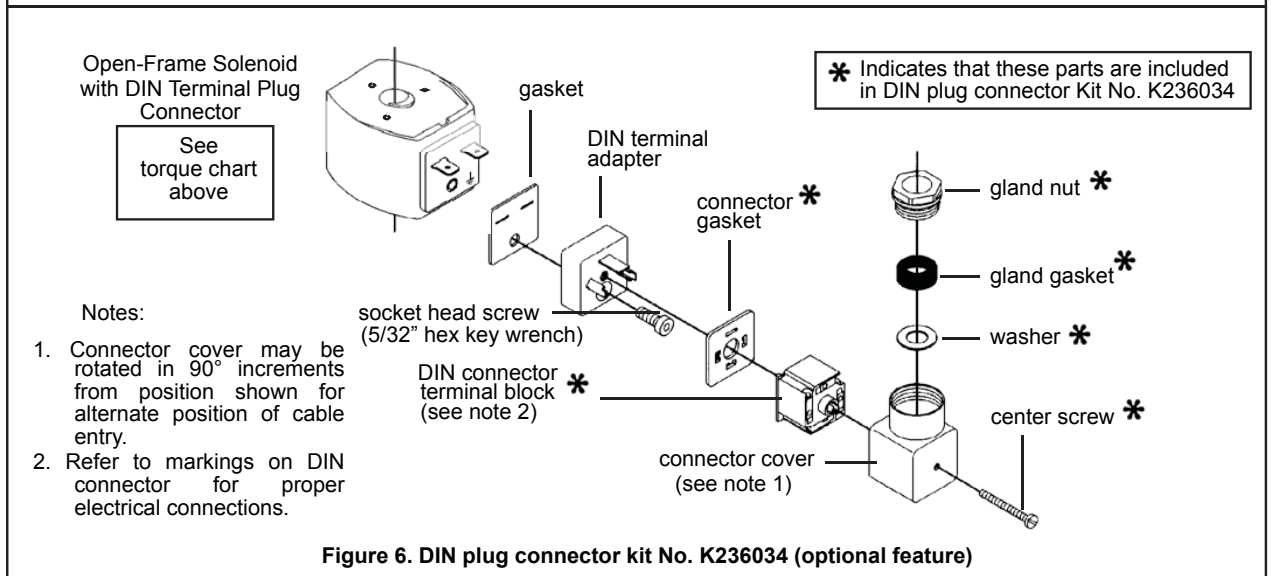 Open-Frame Solenoid
with DIN Terminal Plug
Connector
See
torque chart
above
gasket
DIN terminal
adapter
connector *
gasket
* Indicates that these parts are included
in DIN plug connector Kit No. K236034
gland nut *
gland gasket *
washer *
center screw *
socket head screw
(5/32” hex key wrench)
DIN connector
terminal block *
(see note 2)
connector cover
(see note 1)
Notes:
1. Connector cover may be
rotated in 90° increments
from position shown for
alternate position of cable
entry.
2. Refer to markings on DIN
connector for proper
electrical connections.
Figure 6. DIN plug connector kit No. K236034 (optional feature)